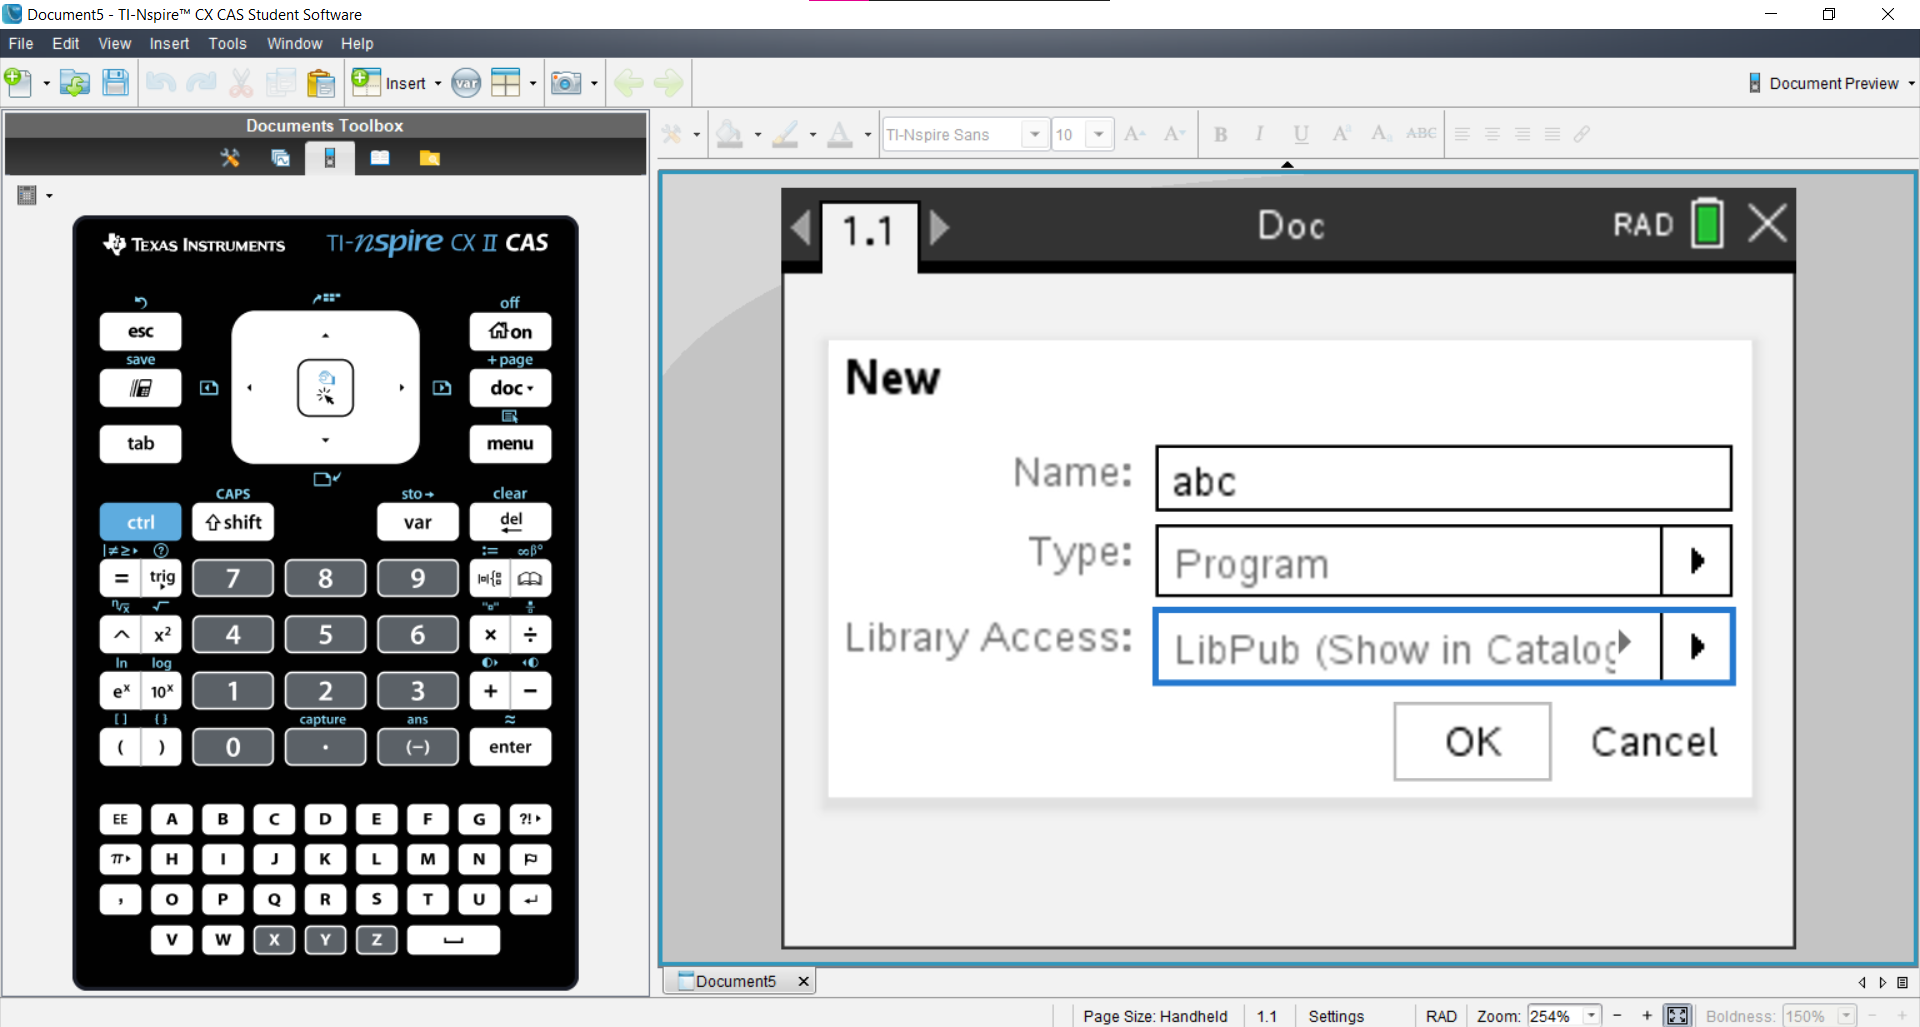 Document5 - TI-Nspire™ CX CAS Student Software
File Edit View Insert Tools Window Help
Insert var Document Preview
Documents Toolbox
TI-Nspire Sans 10 A A B I U A A ABC
TEXAS INSTRUMENTS TI-nspire CX II CAS
off
esc on
save + page
doc
tab menu
CAPS sto→ clear
ctrl shift var del
|≠≥▸ ? := ∞β°
= trig 7 8 9
ⁿ√x √ "□"
^ x² 4 5 6 × ÷
ln log
eˣ 10ˣ 1 2 3 + −
[ ] { } capture ans ≈
( ) 0 . (−) enter
EE A B C D E F G ?!▸
π▸ H I J K L M N
, O P Q R S T U ↵
V W X Y Z
1.1 Doc RAD
New
Name: abc
Type: Program
Library Access: LibPub (Show in Catalog
OK Cancel
Document5
Page Size: Handheld 1.1 Settings RAD Zoom: 254% − + Boldness: 150% − +